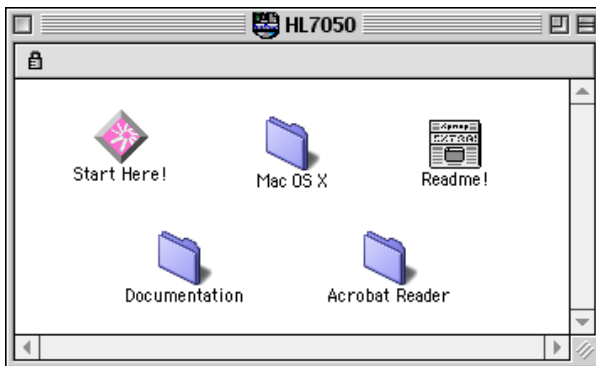 HL7050
Start Here!
Mac OS X
Readme!
Documentation
Acrobat Reader